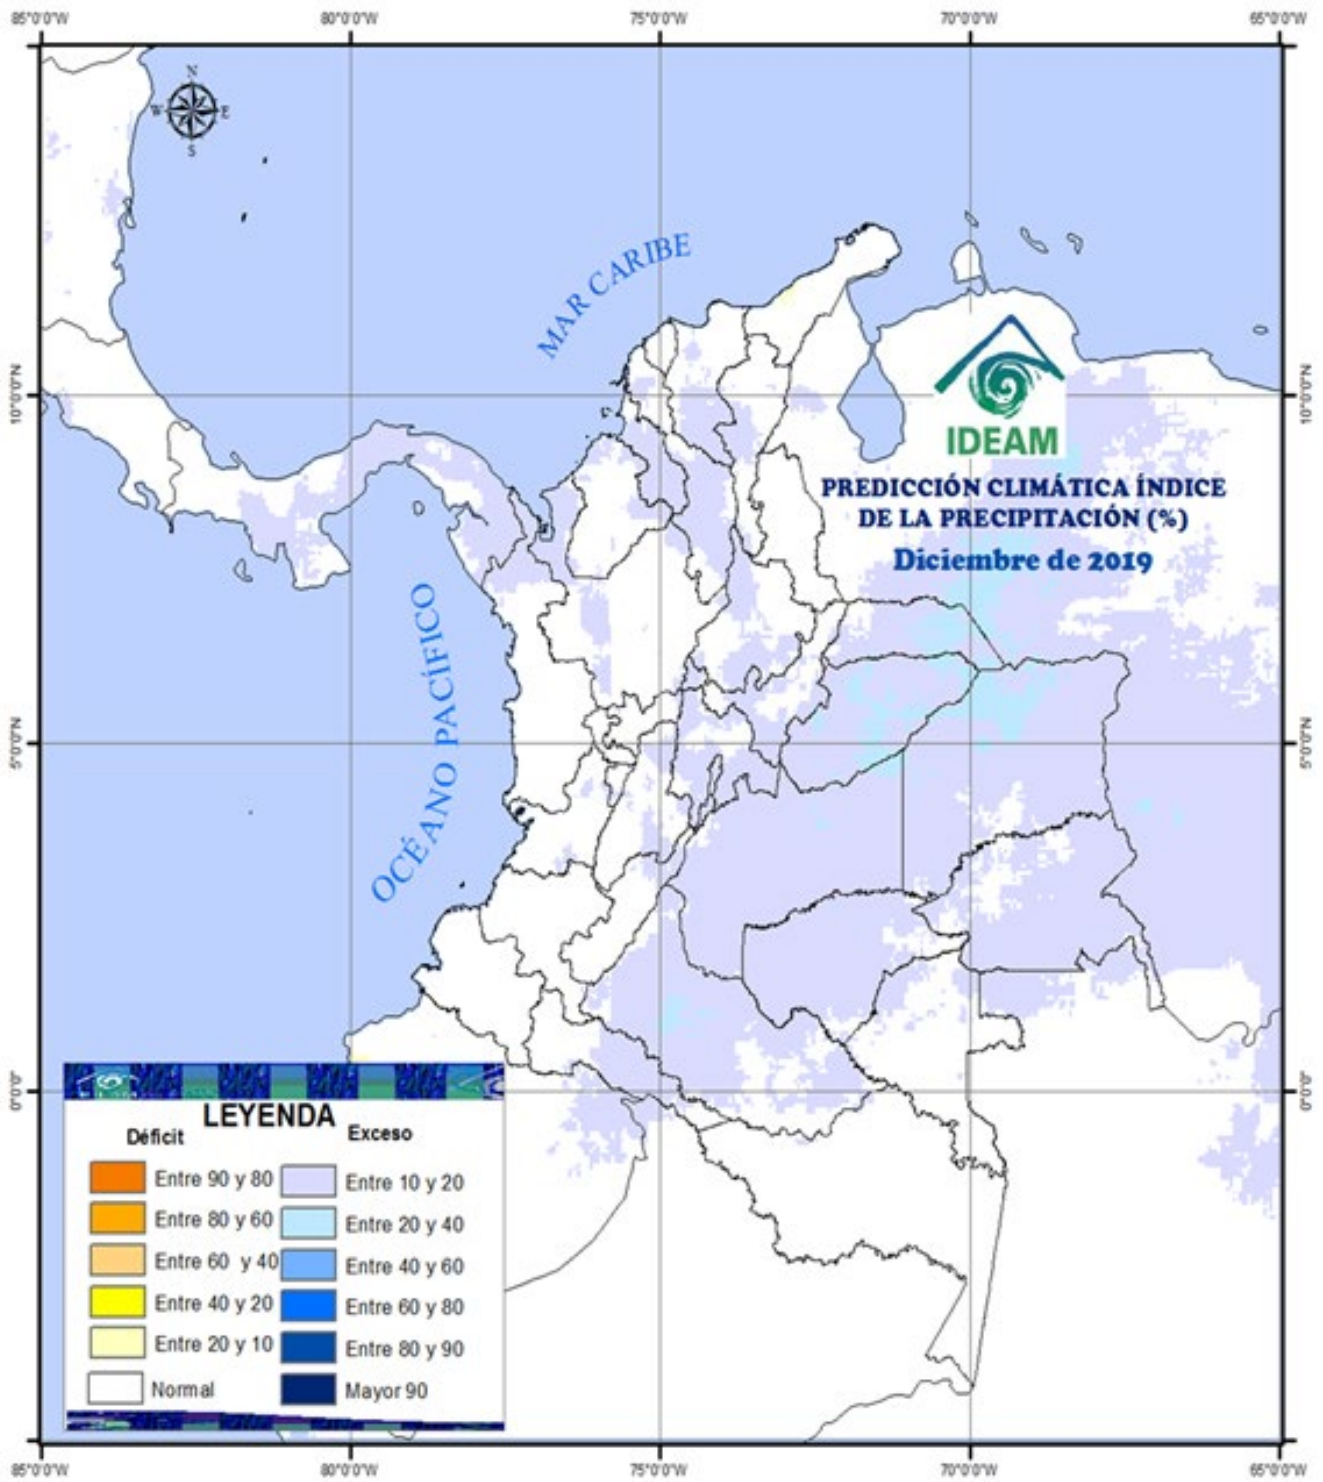 85°0'0"W 80°0'0"W 75°0'0"W 70°0'0"W 65°0'0"W
N
W E
S
MAR CARIBE
10°0'0"N 10°0'0"N
IDEAM
PREDICCIÓN CLIMÁTICA ÍNDICE
DE LA PRECIPITACIÓN (%)
Diciembre de 2019
OCÉANO PACÍFICO
5°0'0"N 5°0'0"N
0°0'0" 0°0'0"
LEYENDA
Déficit Exceso
Entre 90 y 80 Entre 10 y 20
Entre 80 y 60 Entre 20 y 40
Entre 60 y 40 Entre 40 y 60
Entre 40 y 20 Entre 60 y 80
Entre 20 y 10 Entre 80 y 90
Normal Mayor 90
85°0'0"W 80°0'0"W 75°0'0"W 70°0'0"W 65°0'0"W